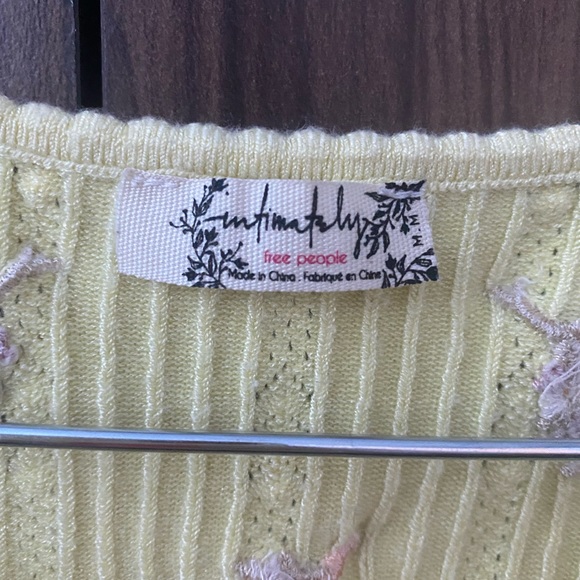 intimately
free people
Made in China . Fabriqué en Chine
M.M